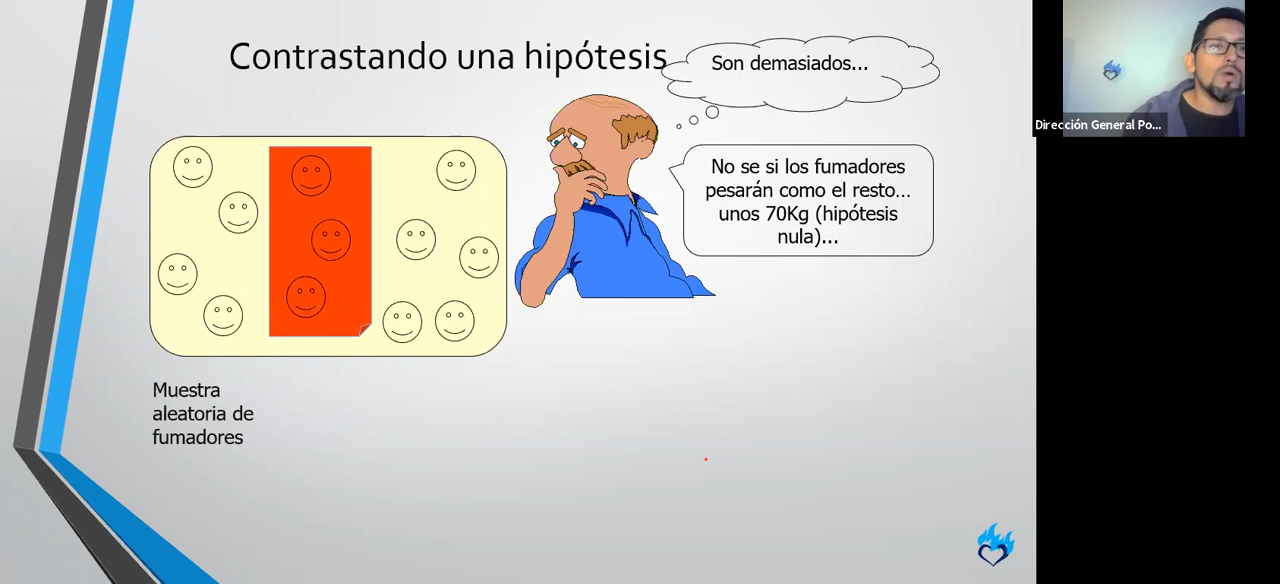 Contrastando una hipótesis
Son demasiados...
No se si los fumadores
pesarán como el resto...
unos 70Kg (hipótesis
nula)...
Muestra
aleatoria de
fumadores
Dirección General Po...